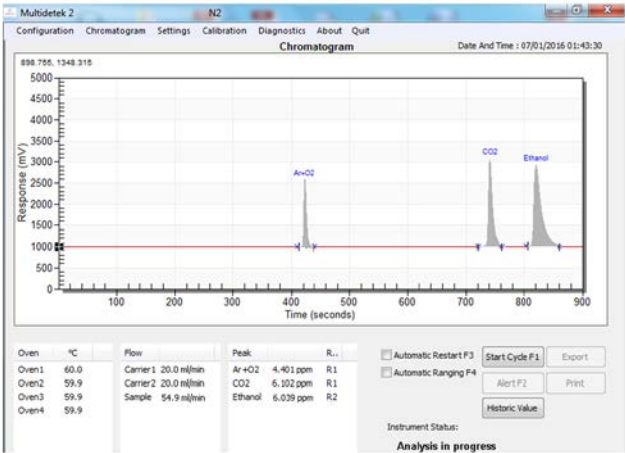 Multidetek 2 N2
Configuration Chromatogram Settings Calibration Diagnostics About Quit
Chromatogram Date And Time : 07/01/2016 01:43:30
898.755, 1348.315
Response (mV)
5000
4500
4000
3500
3000
2500
2000
1500
1000
500
0
Ar+O2
CO2
Ethanol
100 200 300 400 500 600 700 800 900
Time (seconds)
Oven °C
Oven1 60.0
Oven2 59.9
Oven3 59.9
Oven4 59.9
Flow
Carrier1 20.0 ml/min
Carrier2 20.0 ml/min
Sample 54.9 ml/min
Peak R..
Ar+O2 4.401 ppm R1
CO2 6.102 ppm R1
Ethanol 6.039 ppm R2
Automatic Restart F3
Automatic Ranging F4
Start Cycle F1 Export
Alert F2 Print
Historic Value
Instrument Status:
Analysis in progress